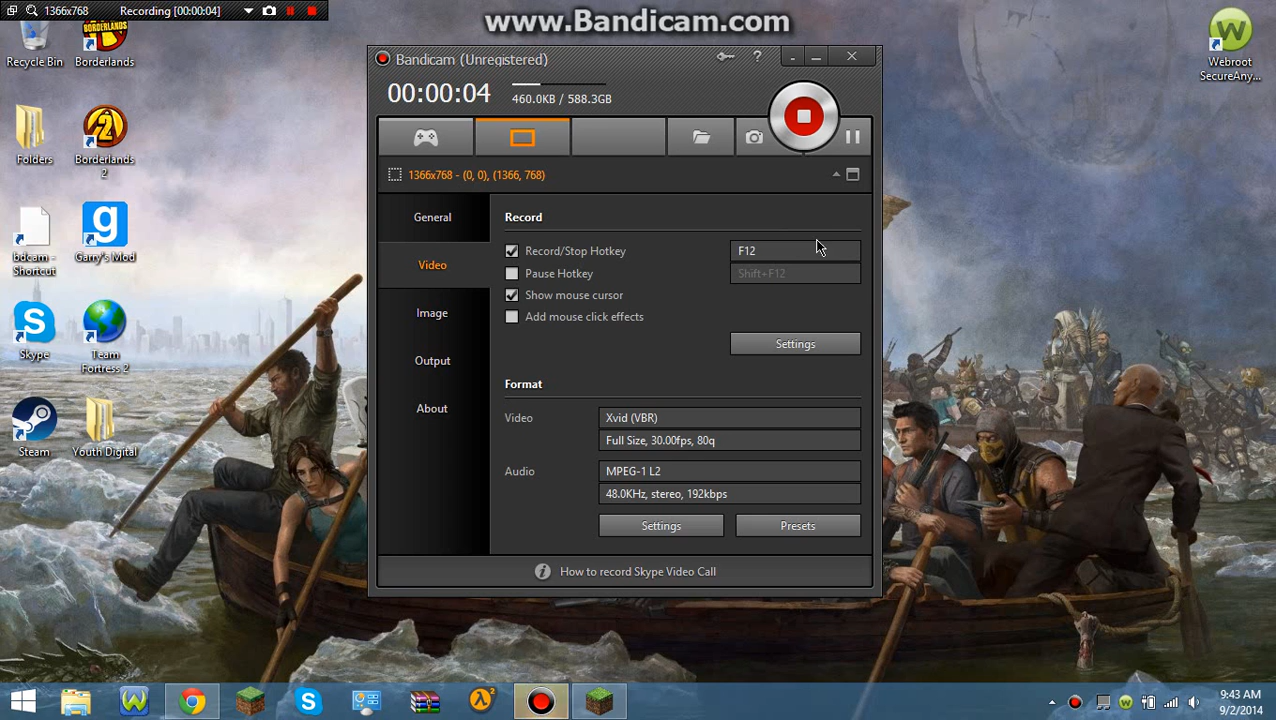 1366x768 Recording [00:00:04]
www.Bandicam.com
Recycle Bin
Borderlands
Webroot
SecureAny...
Bandicam (Unregistered)
00:00:04
460.0KB / 588.3GB
1366x768 - (0, 0), (1366, 768)
Folders
Borderlands
2
bdcam -
Shortcut
Garry's Mod
Skype
Team
Fortress 2
Steam
Youth Digital
General
Video
Image
Output
About
Record
Record/Stop Hotkey F12
Pause Hotkey Shift+F12
Show mouse cursor
Add mouse click effects
Settings
Format
Video Xvid (VBR)
Full Size, 30.00fps, 80q
Audio MPEG-1 L2
48.0KHz, stereo, 192kbps
Settings Presets
How to record Skype Video Call
9:43 AM
9/2/2014